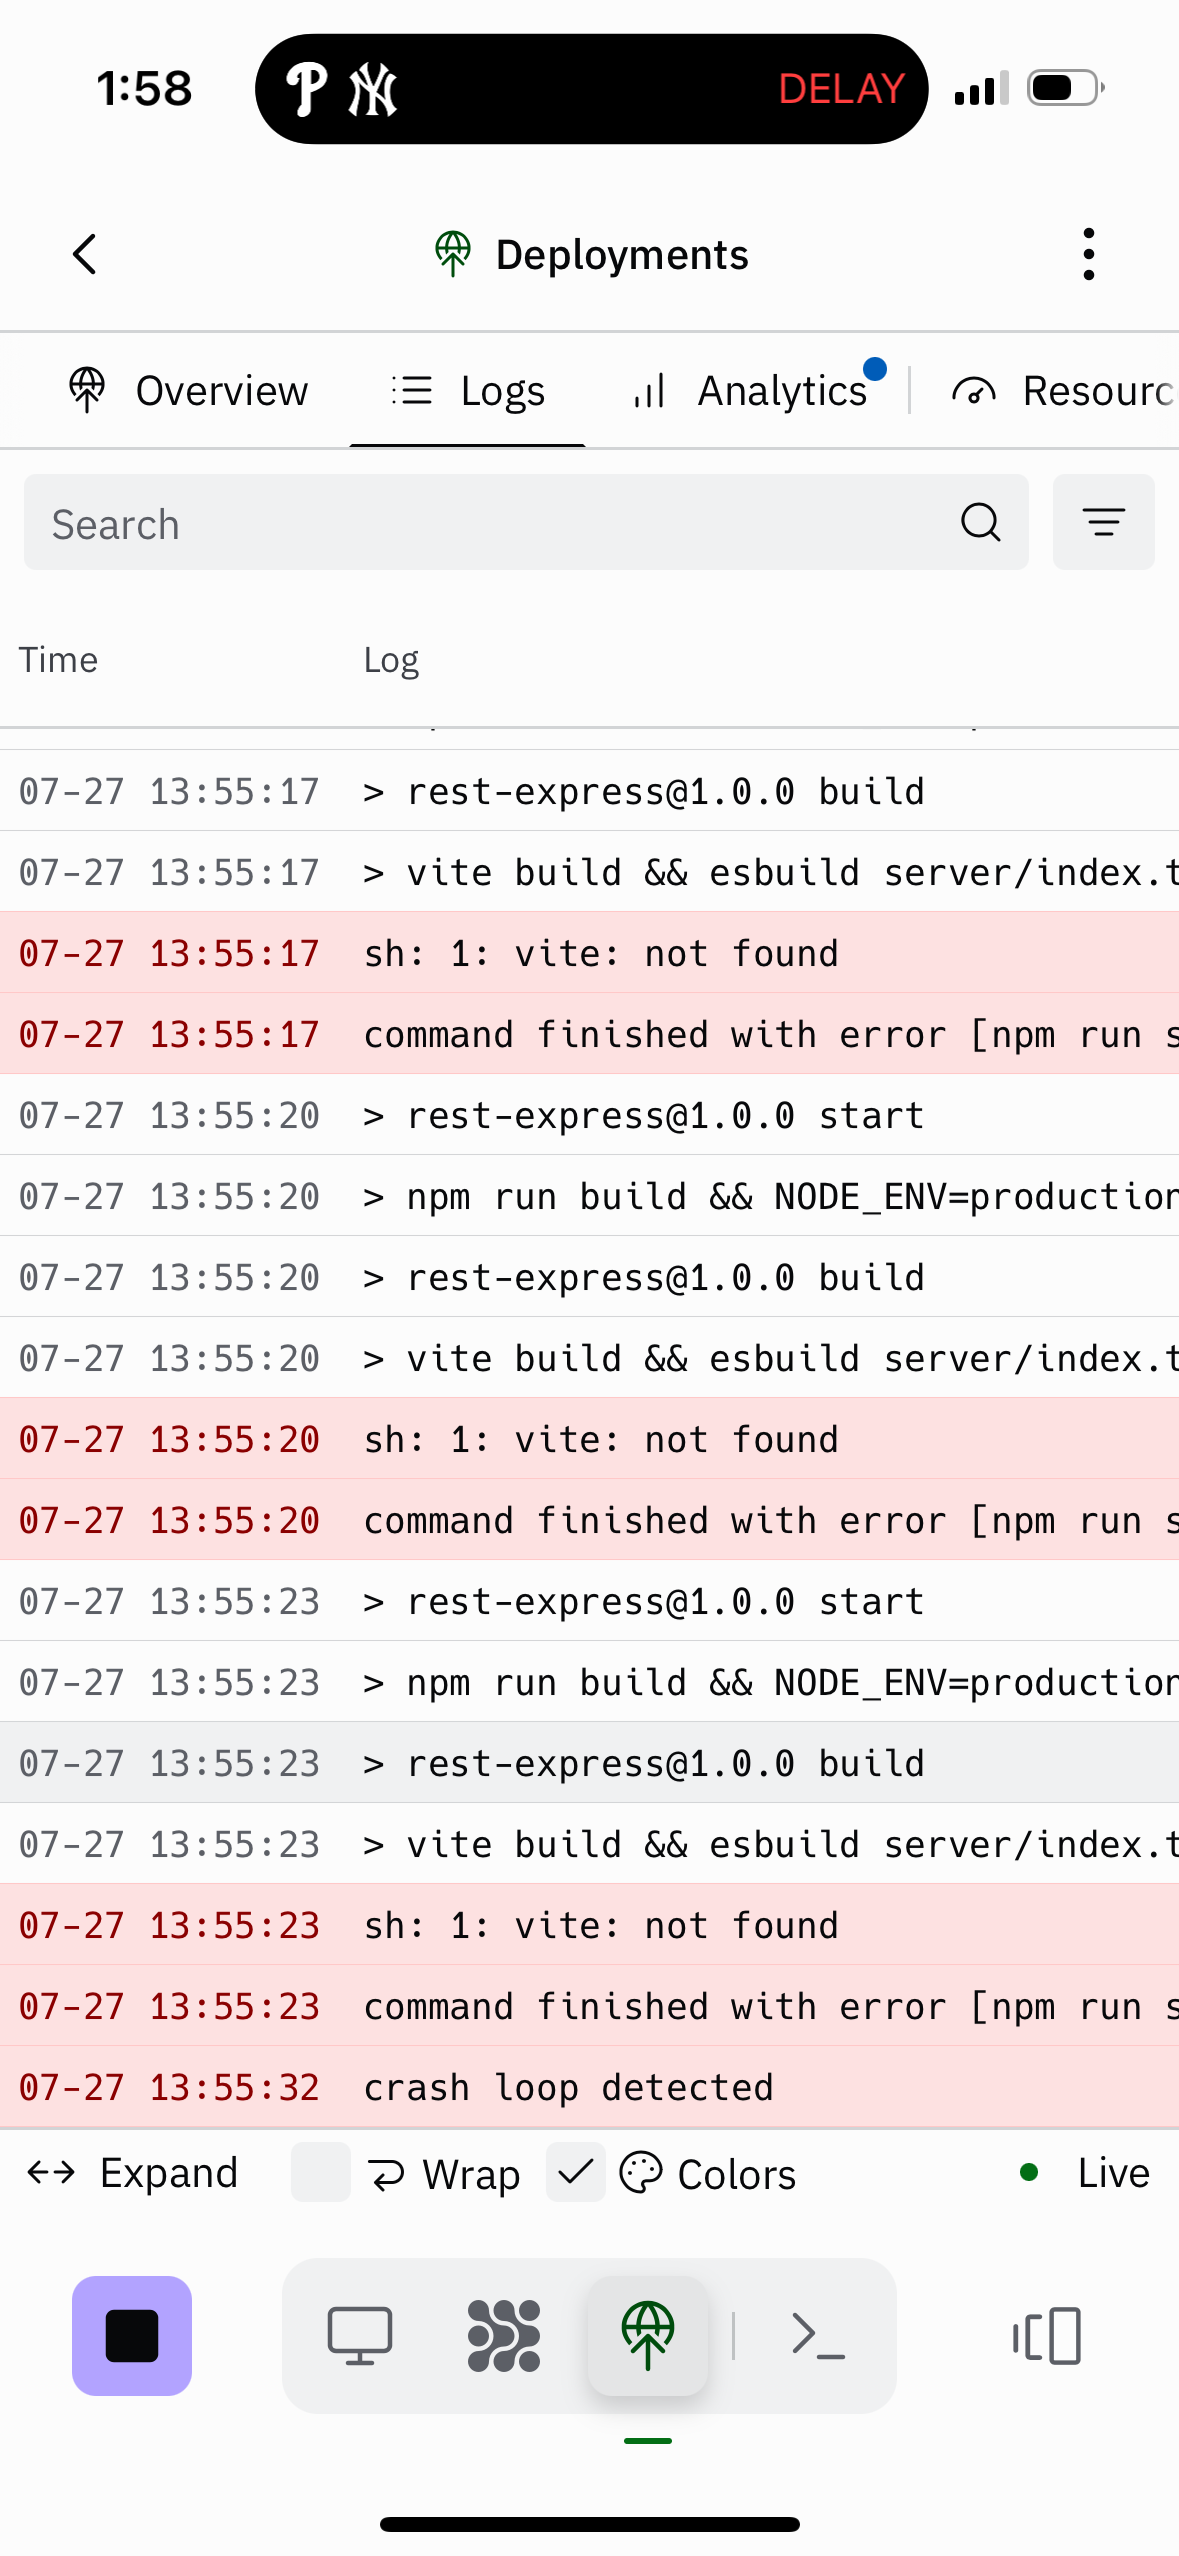 1:58
DELAY
Deployments
Overview
Logs
Analytics
Resourc
Search
Time Log
07-27 13:55:17 > rest-express@1.0.0 build
07-27 13:55:17 > vite build && esbuild server/index.t
07-27 13:55:17 sh: 1: vite: not found
07-27 13:55:17 command finished with error [npm run s
07-27 13:55:20 > rest-express@1.0.0 start
07-27 13:55:20 > npm run build && NODE_ENV=production
07-27 13:55:20 > rest-express@1.0.0 build
07-27 13:55:20 > vite build && esbuild server/index.t
07-27 13:55:20 sh: 1: vite: not found
07-27 13:55:20 command finished with error [npm run s
07-27 13:55:23 > rest-express@1.0.0 start
07-27 13:55:23 > npm run build && NODE_ENV=production
07-27 13:55:23 > rest-express@1.0.0 build
07-27 13:55:23 > vite build && esbuild server/index.t
07-27 13:55:23 sh: 1: vite: not found
07-27 13:55:23 command finished with error [npm run s
07-27 13:55:32 crash loop detected
Expand Wrap Colors Live